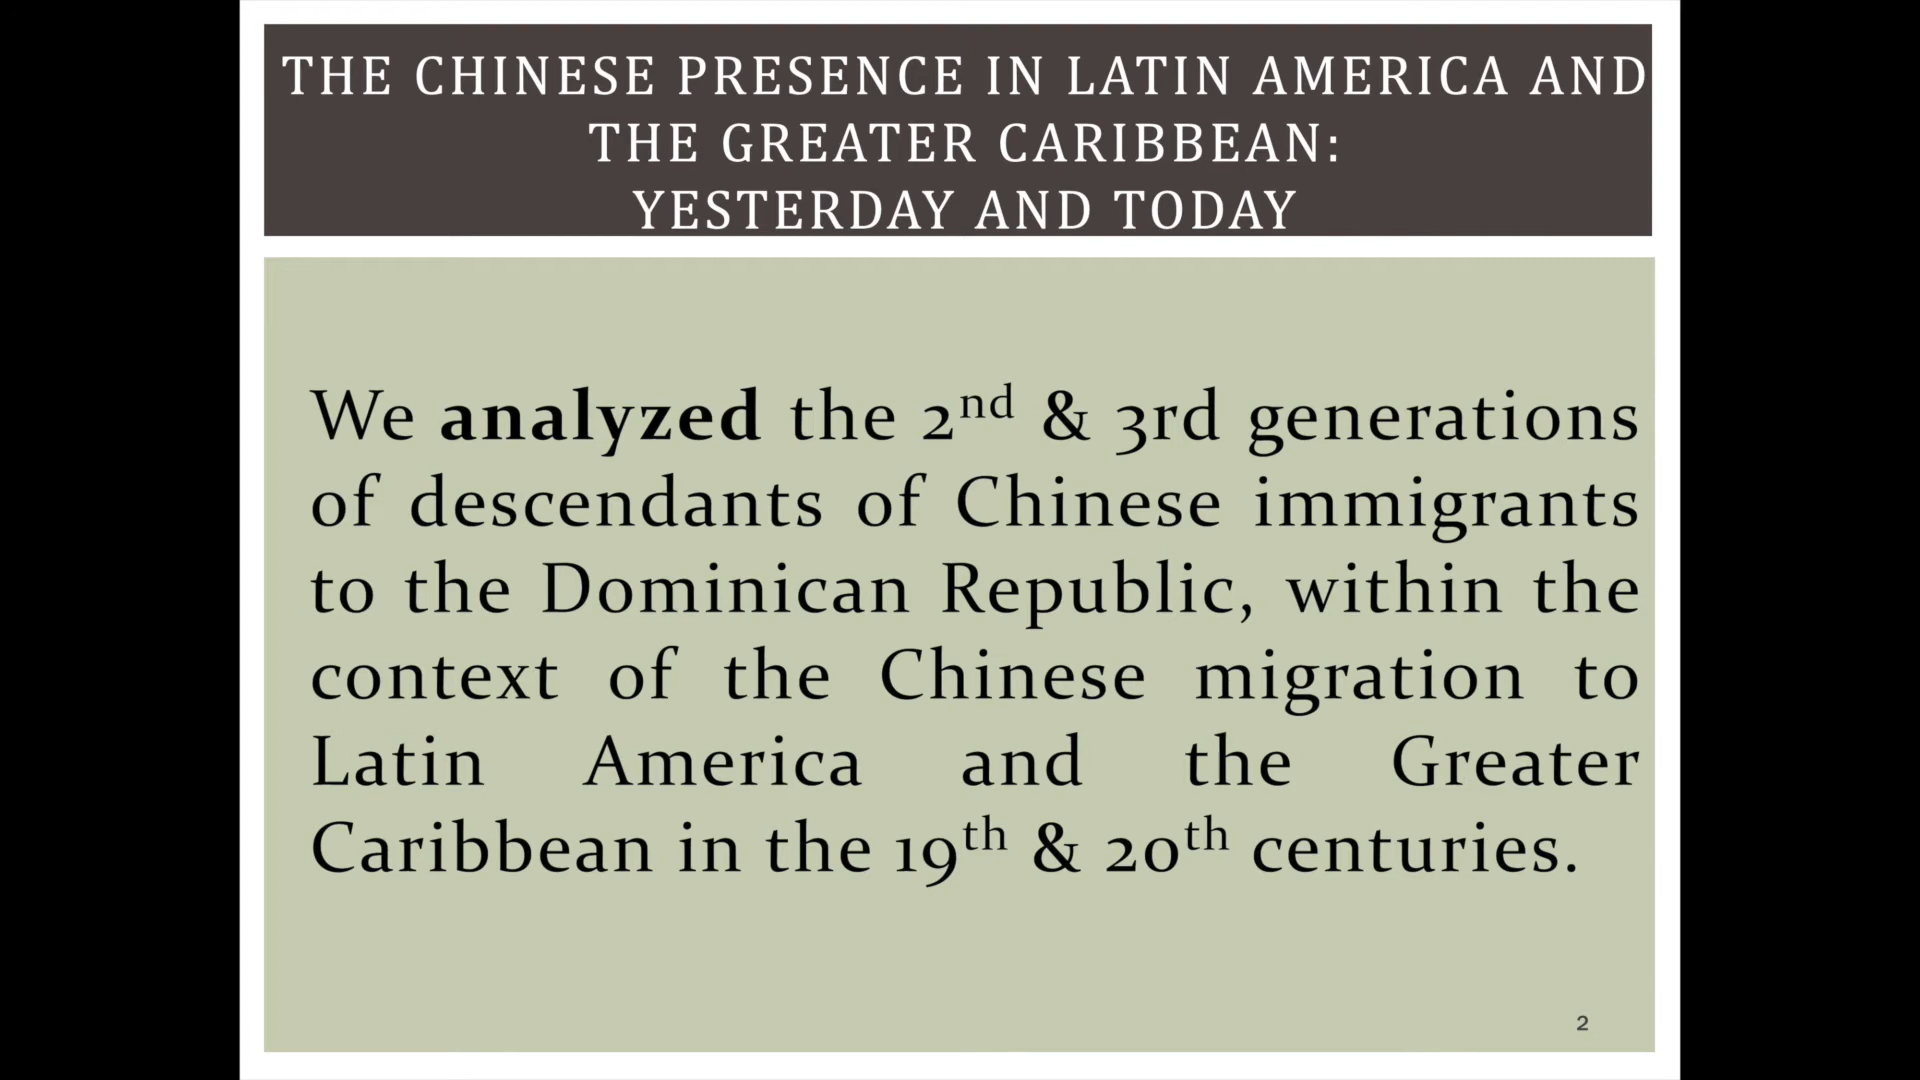 THE CHINESE PRESENCE IN LATIN AMERICA AND
THE GREATER CARIBBEAN:
YESTERDAY AND TODAY
We analyzed the 2nd & 3rd generations
of descendants of Chinese immigrants
to the Dominican Republic, within the
context of the Chinese migration to
Latin America and the Greater
Caribbean in the 19th & 20th centuries.
2